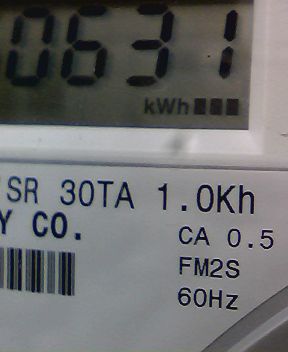 0631
kWh
SR 30TA 1.0Kh
Y CO.
CA 0.5
FM2S
60Hz